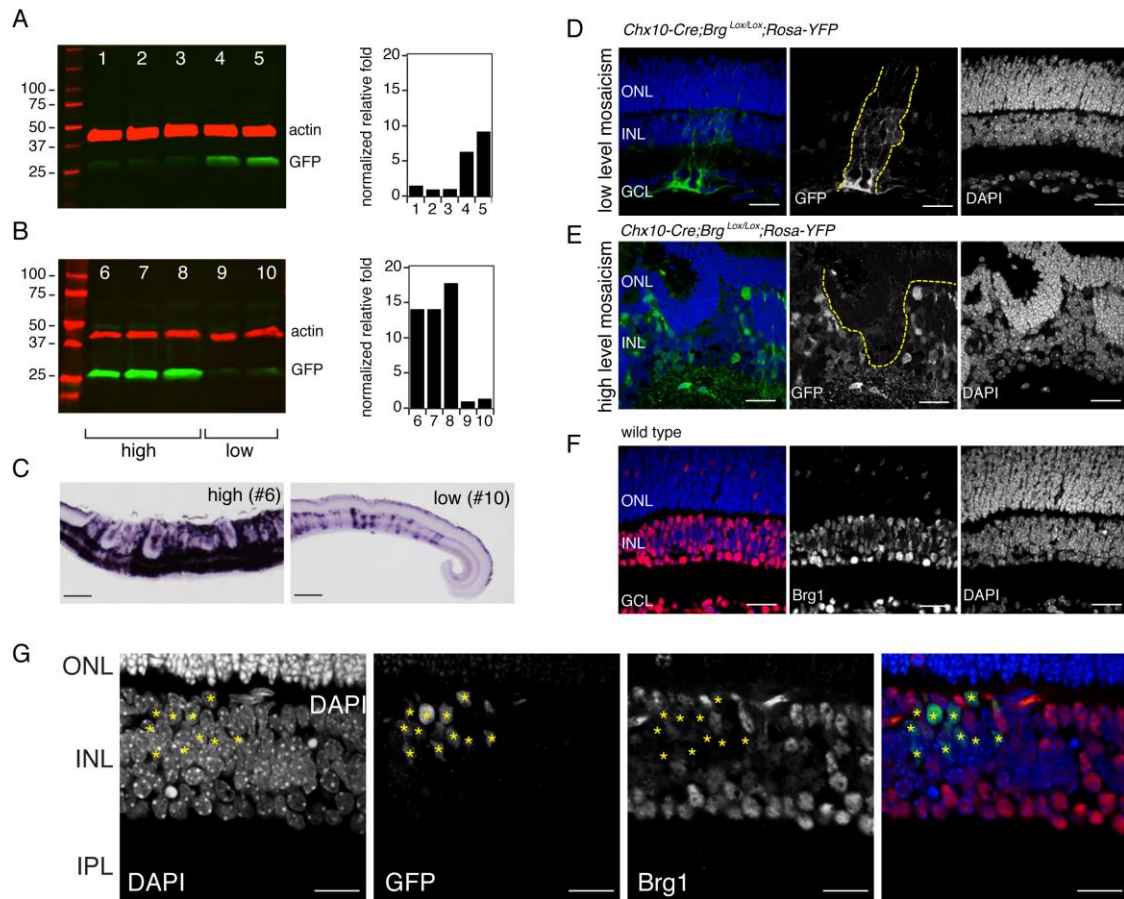 A
1 2 3 4 5
100 -
75 -
50 -
37 -
25 -
actin
GFP
normalized relative fold
20
15
10
5
0
1 2 3 4 5
B
6 7 8 9 10
100 -
75 -
50 -
37 -
25 -
actin
GFP
high low
normalized relative fold
20
15
10
5
0
6 7 8 9 10
C
high (#6)
low (#10)
D
Chx10-Cre;Brg Lox/Lox;Rosa-YFP
low level mosaicism
ONL
INL
GCL
GFP
DAPI
E
Chx10-Cre;Brg Lox/Lox;Rosa-YFP
high level mosaicism
ONL
INL
GFP
DAPI
F
wild type
ONL
INL
GCL
Brg1
DAPI
G
ONL
INL
IPL
DAPI
DAPI
GFP
Brg1